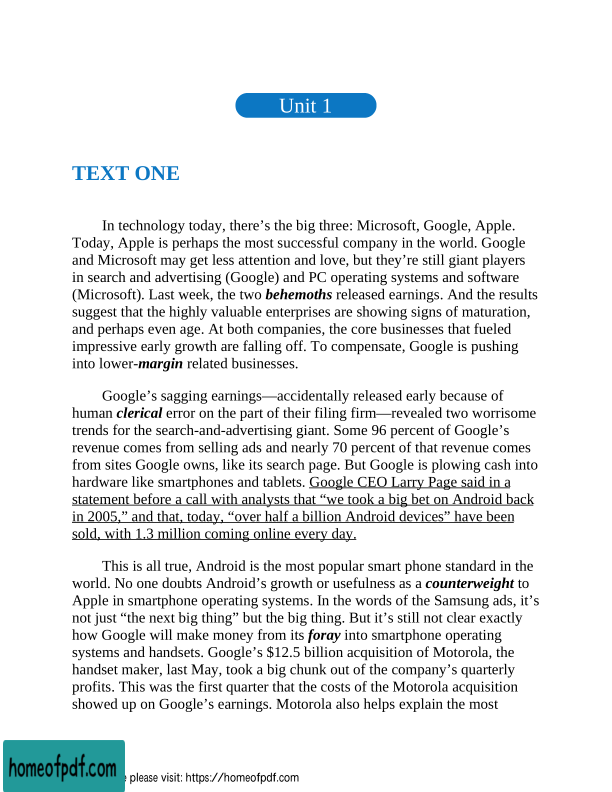 Unit 1
TEXT ONE
In technology today, there’s the big three: Microsoft, Google, Apple.
Today, Apple is perhaps the most successful company in the world. Google
and Microsoft may get less attention and love, but they’re still giant players
in search and advertising (Google) and PC operating systems and software
(Microsoft). Last week, the two behemoths released earnings. And the results
suggest that the highly valuable enterprises are showing signs of maturation,
and perhaps even age. At both companies, the core businesses that fueled
impressive early growth are falling off. To compensate, Google is pushing
into lower-margin related businesses.
Google’s sagging earnings—accidentally released early because of
human clerical error on the part of their filing firm—revealed two worrisome
trends for the search-and-advertising giant. Some 96 percent of Google’s
revenue comes from selling ads and nearly 70 percent of that revenue comes
from sites Google owns, like its search page. But Google is plowing cash into
hardware like smartphones and tablets. Google CEO Larry Page said in a
statement before a call with analysts that “we took a big bet on Android back
in 2005,” and that, today, “over half a billion Android devices” have been
sold, with 1.3 million coming online every day.
This is all true, Android is the most popular smart phone standard in the
world. No one doubts Android’s growth or usefulness as a counterweight to
Apple in smartphone operating systems. In the words of the Samsung ads, it’s
not just “the next big thing” but the big thing. But it’s still not clear exactly
how Google will make money from its foray into smartphone operating
systems and handsets. Google’s $12.5 billion acquisition of Motorola, the
handset maker, last May, took a big chunk out of the company’s quarterly
profits. This was the first quarter that the costs of the Motorola acquisition
showed up on Google’s earnings. Motorola also helps explain the most
homeofpdf.com
please visit: https://homeofpdf.com